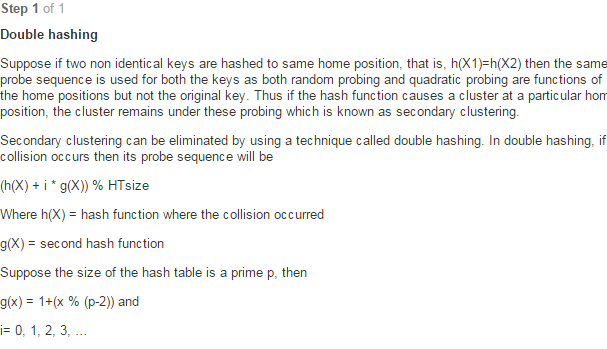 Step 1 of 1
Double hashing
Suppose if two non identical keys are hashed to same home position, that is, h(X1)=h(X2) then the same
probe sequence is used for both the keys as both random probing and quadratic probing are functions of
the home positions but not the original key. Thus if the hash function causes a cluster at a particular
position, the cluster remains under these probing which is known as secondary clustering.
Secondary clustering can be eliminated by using a technique called double hashing. In double hashing, if
collision occurs then its probe sequence will be
(h(X) + i * g(X)) % HTsize
Where h(X) = hash function where the collision occurred
g(X) = second hash function
Suppose the size of the hash table is a prime p, then
g(x) = 1+(x % (p-2)) and
i= 0, 1, 2, 3, …